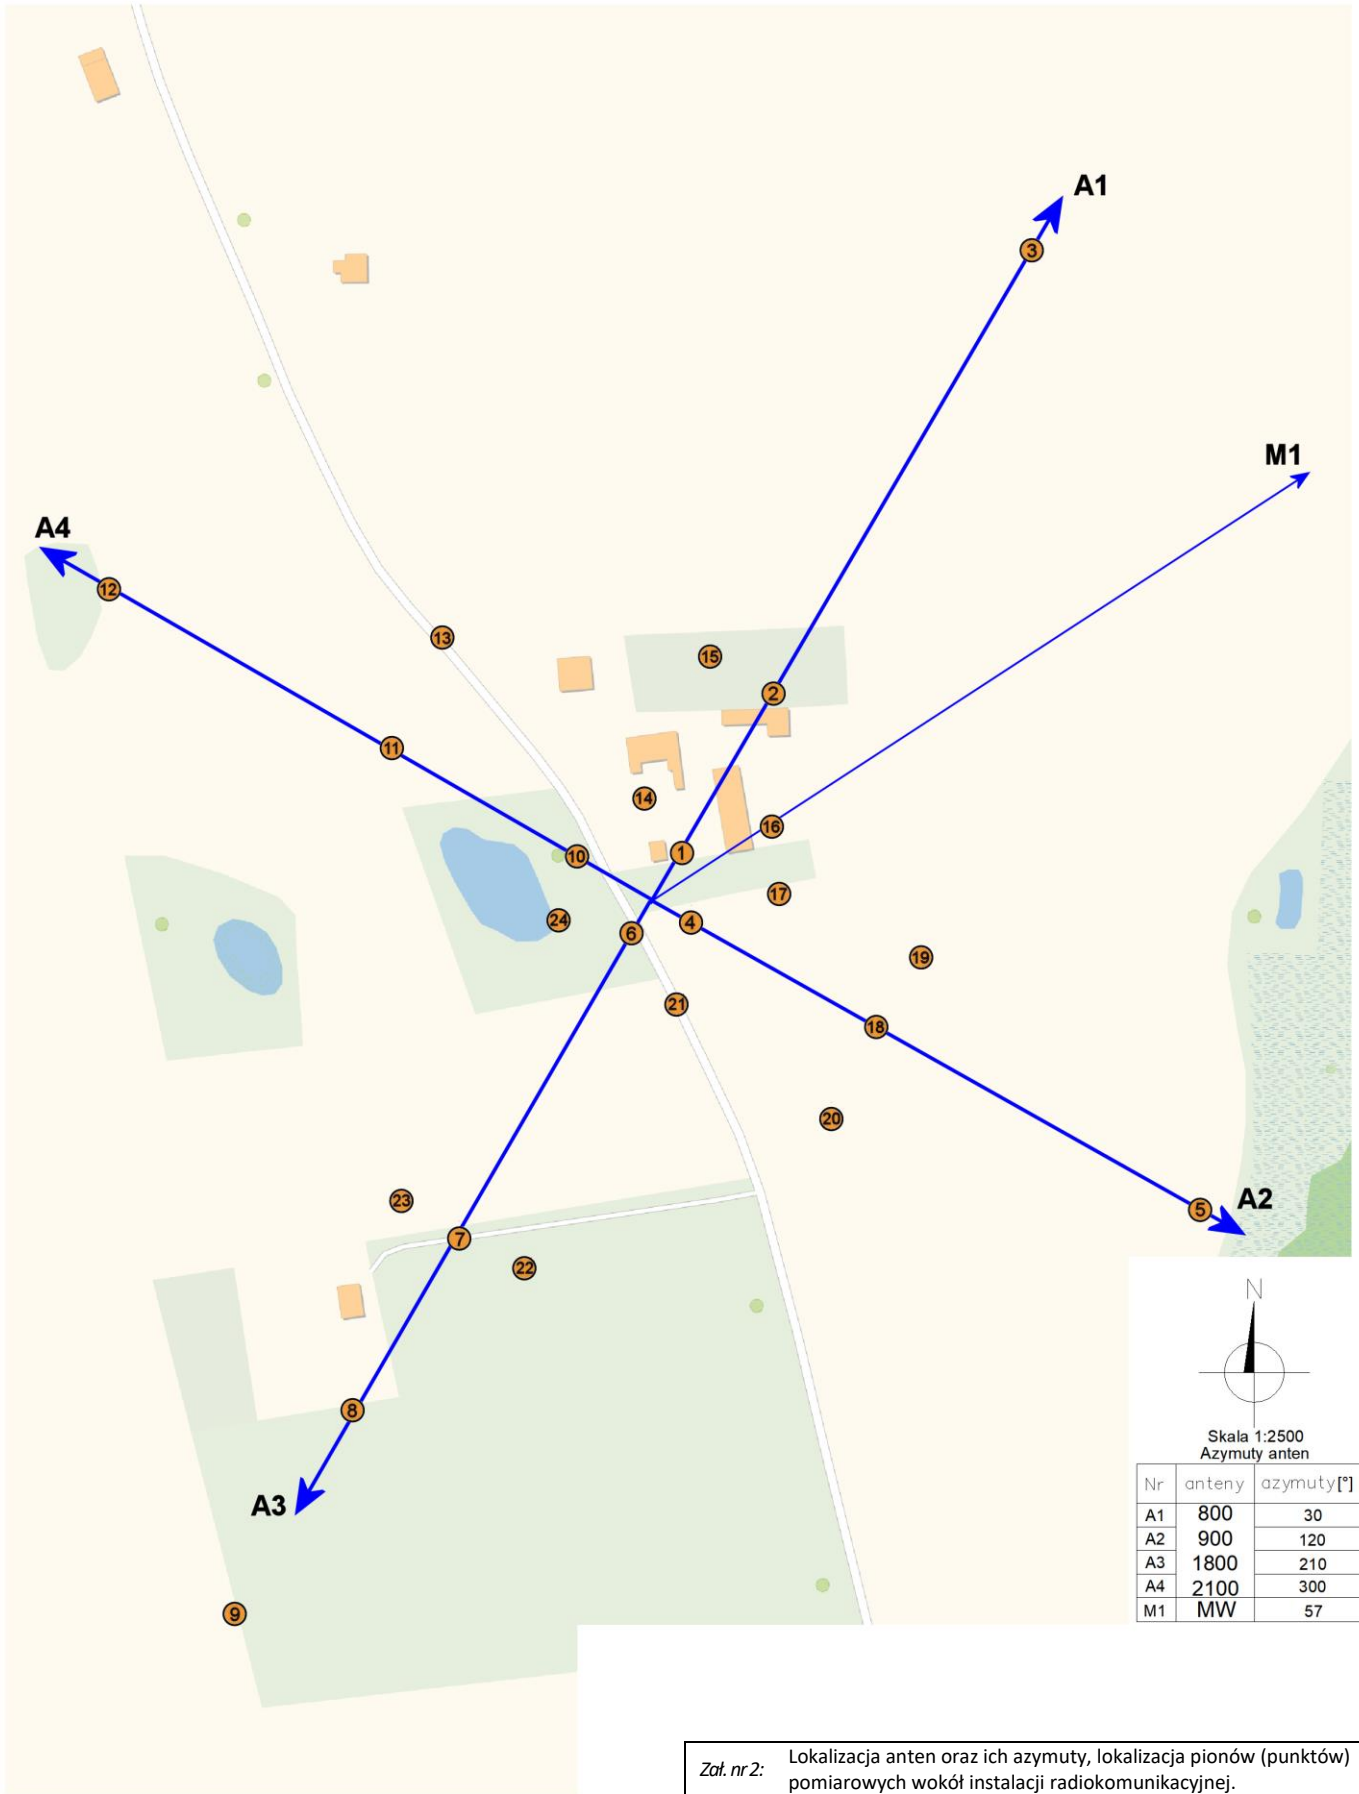 A1
3
M1
A4
12
13
15
2
11
14
16
1
10
17
24
4
6
19
21
18
20
23
5
A2
7
22
N
8
Skala 1:2500
Azymuty anten
Nr anteny azymuty[°]
A3
A1 800 30
A2 900 120
A3 1800 210
A4 2100 300
M1 MW 57
9
Zał. nr 2: Lokalizacja anten oraz ich azymuty, lokalizacja pionów (punktów)
pomiarowych wokół instalacji radiokomunikacyjnej.